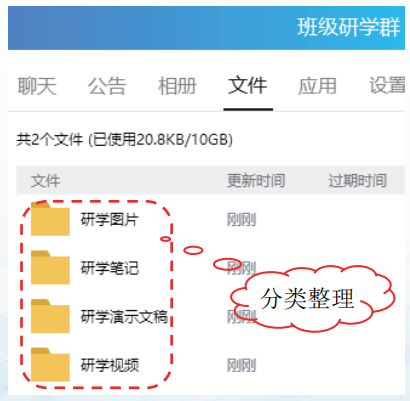 班级研学群
聊天 公告 相册 文件 应用 设置
共2个文件 (已使用20.8KB/10GB)
文件 更新时间 过期时间
研学图片 刚刚
研学笔记 刚刚
研学演示文稿 刚刚
分类整理
研学视频 刚刚